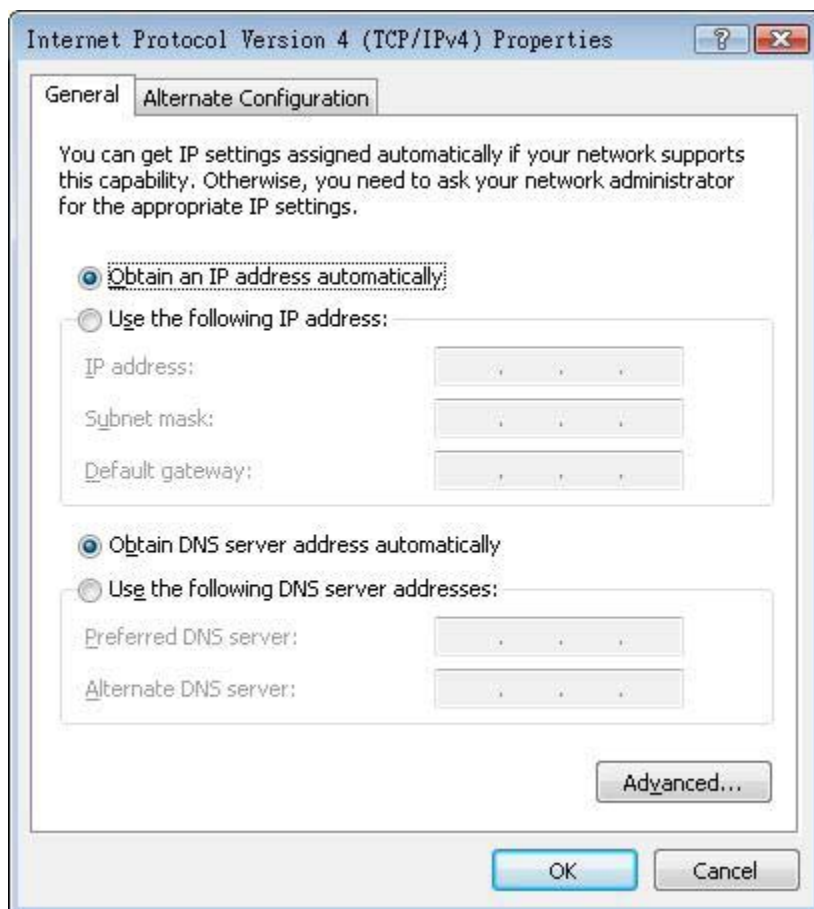 Internet Protocol Version 4 (TCP/IPv4) Properties
General
Alternate Configuration
You can get IP settings assigned automatically if your network supports
this capability. Otherwise, you need to ask your network administrator
for the appropriate IP settings.
Obtain an IP address automatically
Use the following IP address:
IP address:
Subnet mask:
Default gateway:
Obtain DNS server address automatically
Use the following DNS server addresses:
Preferred DNS server:
Alternate DNS server:
Advanced...
OK
Cancel